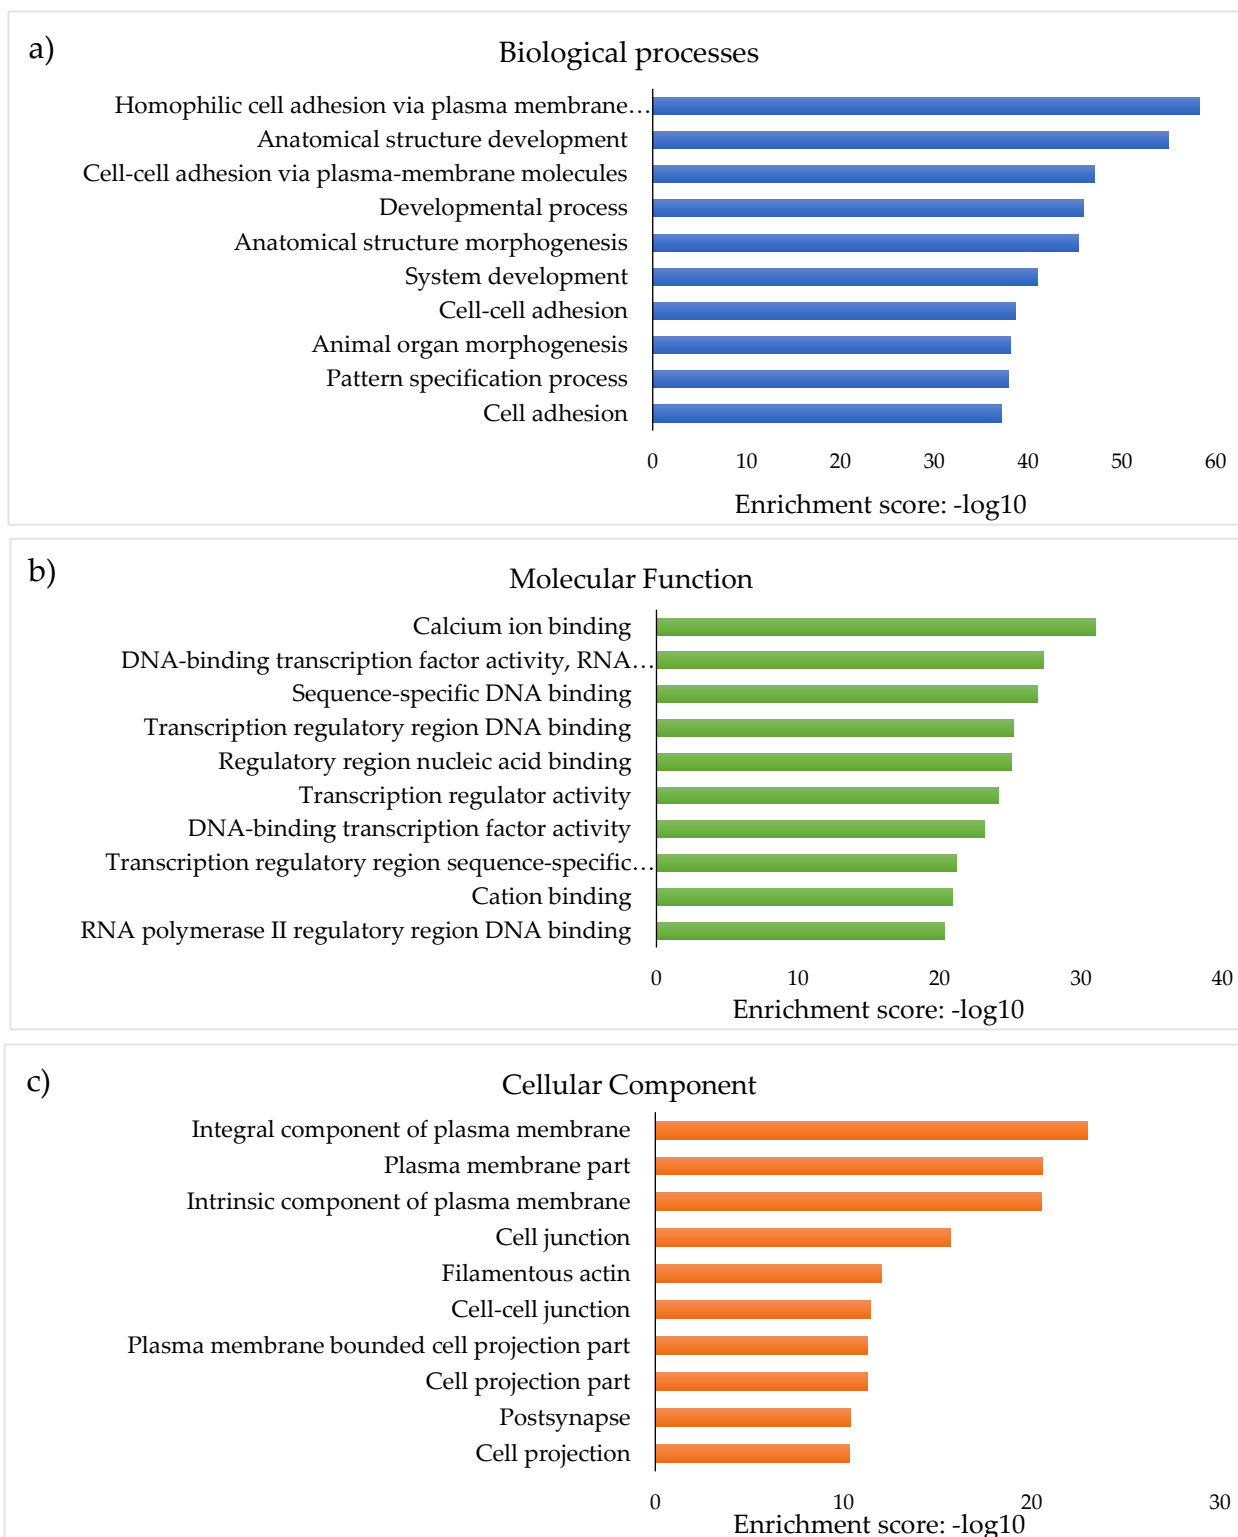 a)
Biological processes
Homophilic cell adhesion via plasma membrane…
Anatomical structure development
Cell-cell adhesion via plasma-membrane molecules
Developmental process
Anatomical structure morphogenesis
System development
Cell-cell adhesion
Animal organ morphogenesis
Pattern specification process
Cell adhesion
0 10 20 30 40 50 60
Enrichment score: -log10
b)
Molecular Function
Calcium ion binding
DNA-binding transcription factor activity, RNA…
Sequence-specific DNA binding
Transcription regulatory region DNA binding
Regulatory region nucleic acid binding
Transcription regulator activity
DNA-binding transcription factor activity
Transcription regulatory region sequence-specific…
Cation binding
RNA polymerase II regulatory region DNA binding
0 10 20 30 40
Enrichment score: -log10
c)
Cellular Component
Integral component of plasma membrane
Plasma membrane part
Intrinsic component of plasma membrane
Cell junction
Filamentous actin
Cell-cell junction
Plasma membrane bounded cell projection part
Cell projection part
Postsynapse
Cell projection
0 10 20 30
Enrichment score: -log10